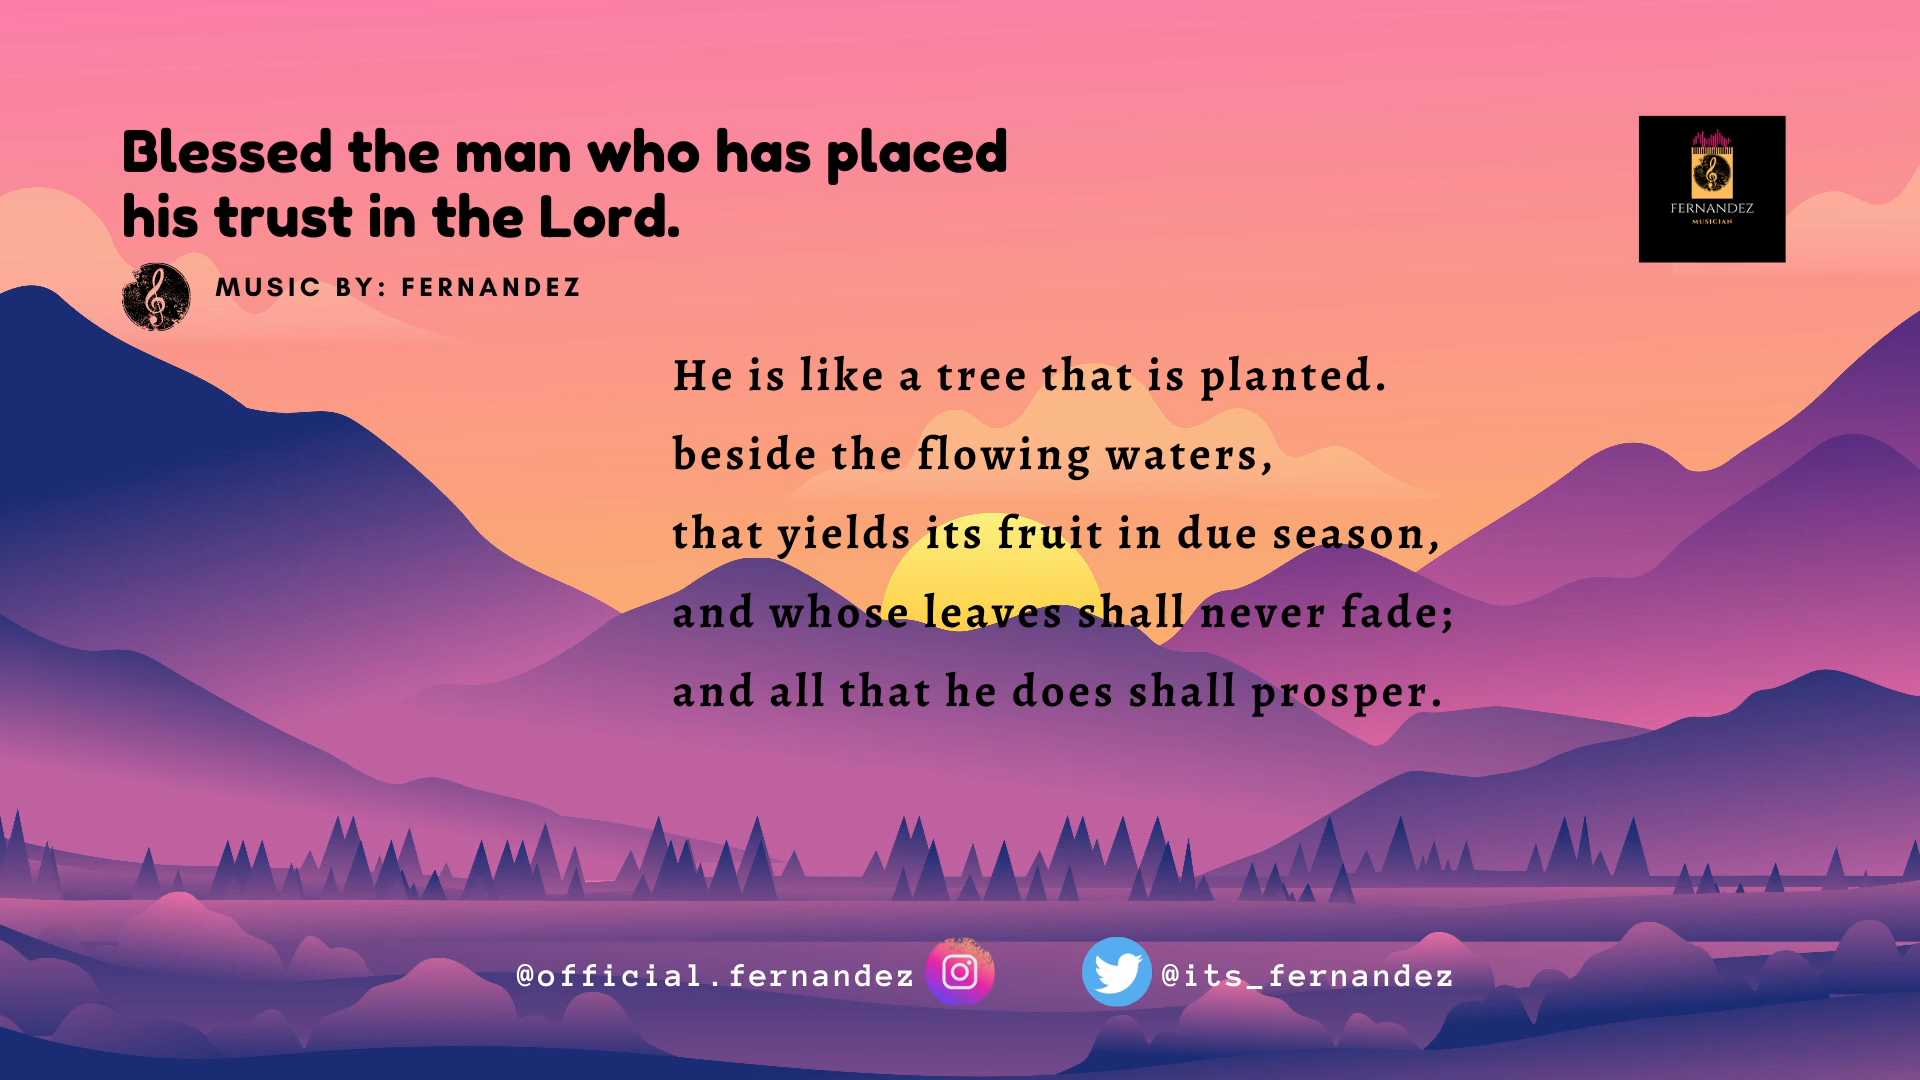 Blessed the man who has placed
his trust in the Lord.
MUSIC BY: FERNANDEZ
FERNANDEZ
MUSICIAN
He is like a tree that is planted.
beside the flowing waters,
that yields its fruit in due season,
and whose leaves shall never fade;
and all that he does shall prosper.
@official.fernandez
@its_fernandez